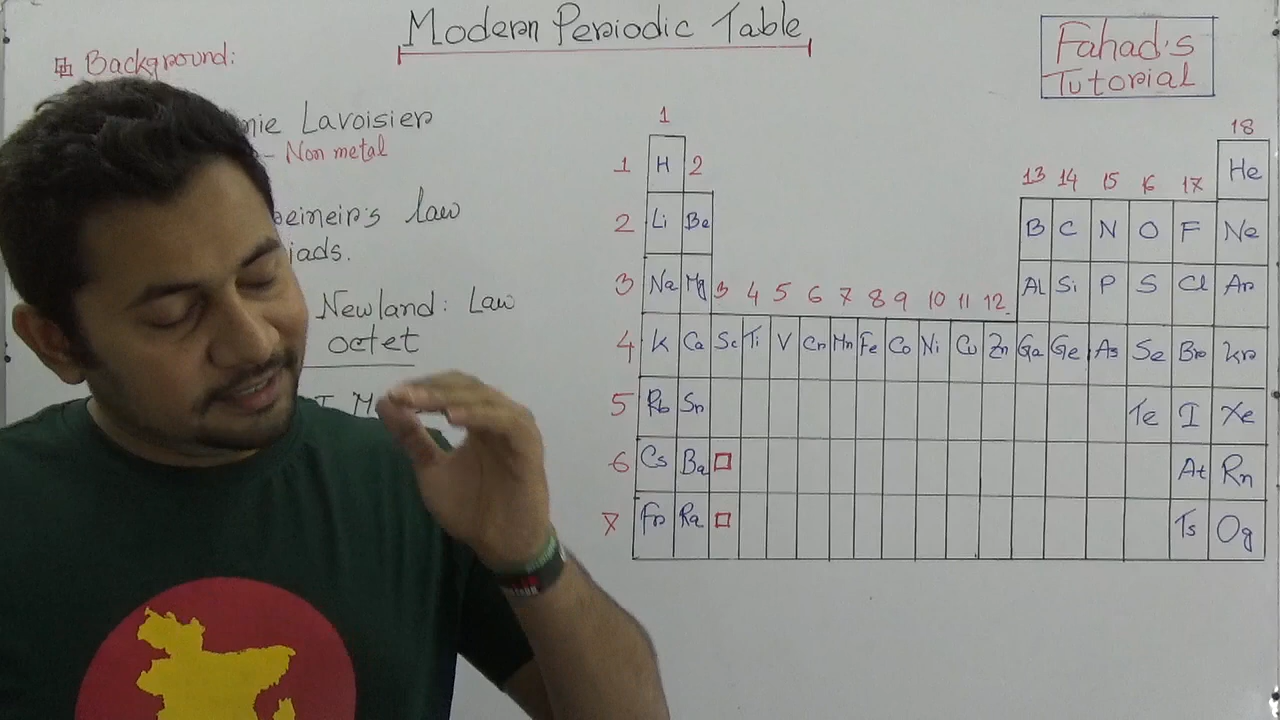 Modern Periodic Table
Fahad's
Tutorial
Background:
nie Lavoisier
- Non metal
beineir's law
iads.
Newland: Law
octet
1
18
1 H 2 13 14 15 16 17 He
2 Li Be B C N O F Ne
3 Na Mg 3 4 5 6 7 8 9 10 11 12 Al Si P S Cl Ar
4 K Ca Sc Ti V Cr Mn Fe Co Ni Cu Zn Ga Ge As Se Br Kr
5 Rb Sr Te I Xe
6 Cs Ba At Rn
7 Fr Ra Ts Og